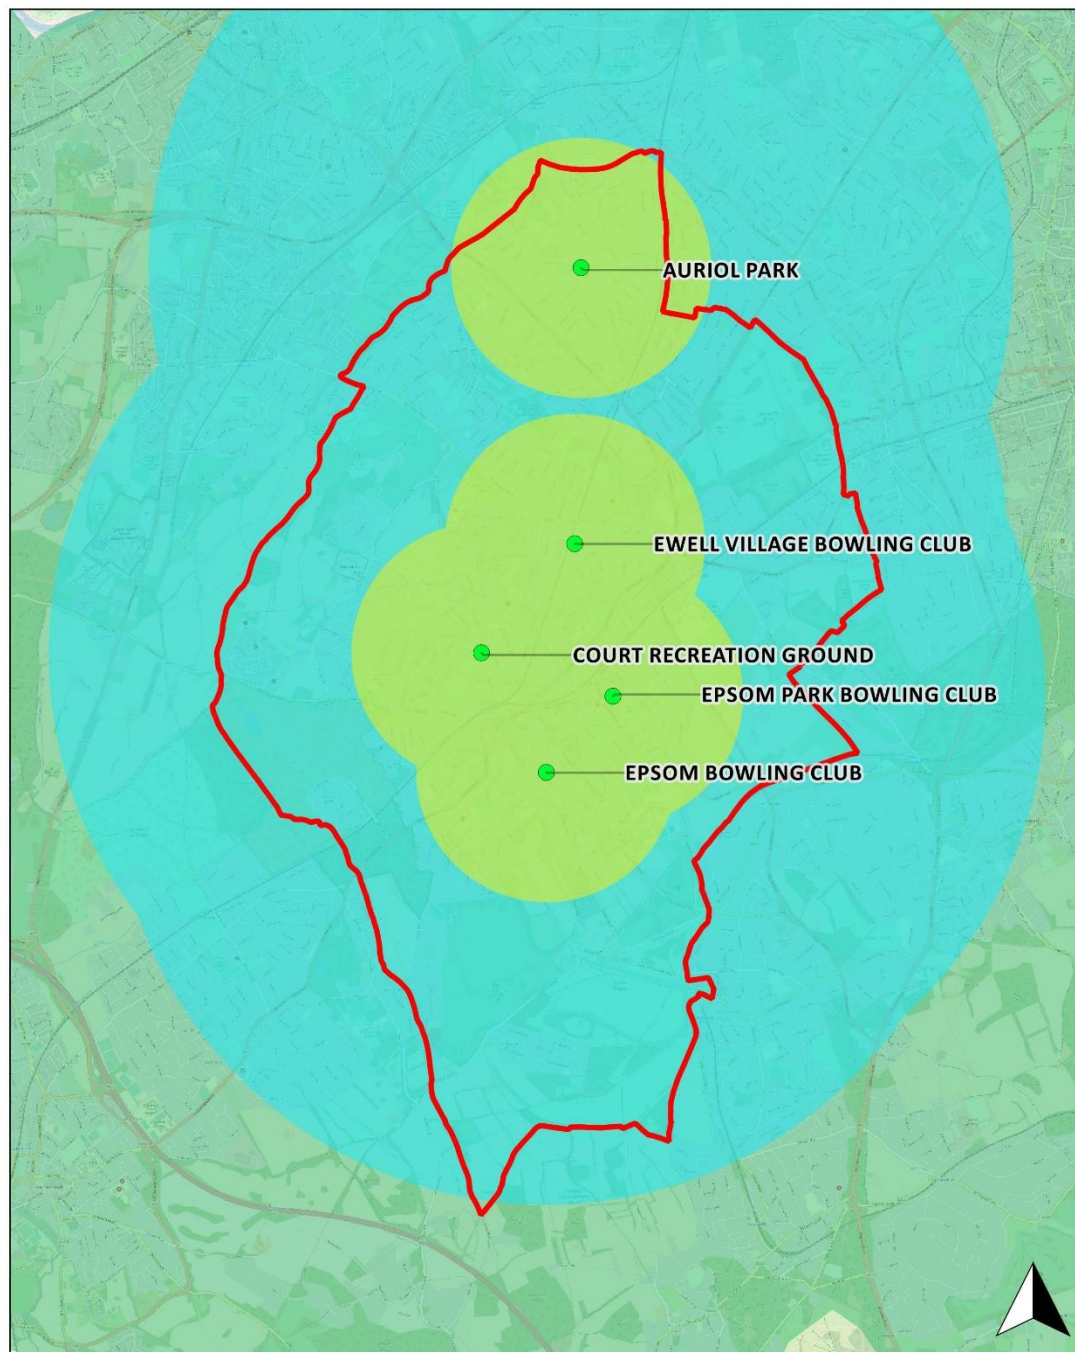 AURIOL PARK
EWELL VILLAGE BOWLING CLUB
COURT RECREATION GROUND
EPSOM PARK BOWLING CLUB
EPSOM BOWLING CLUB